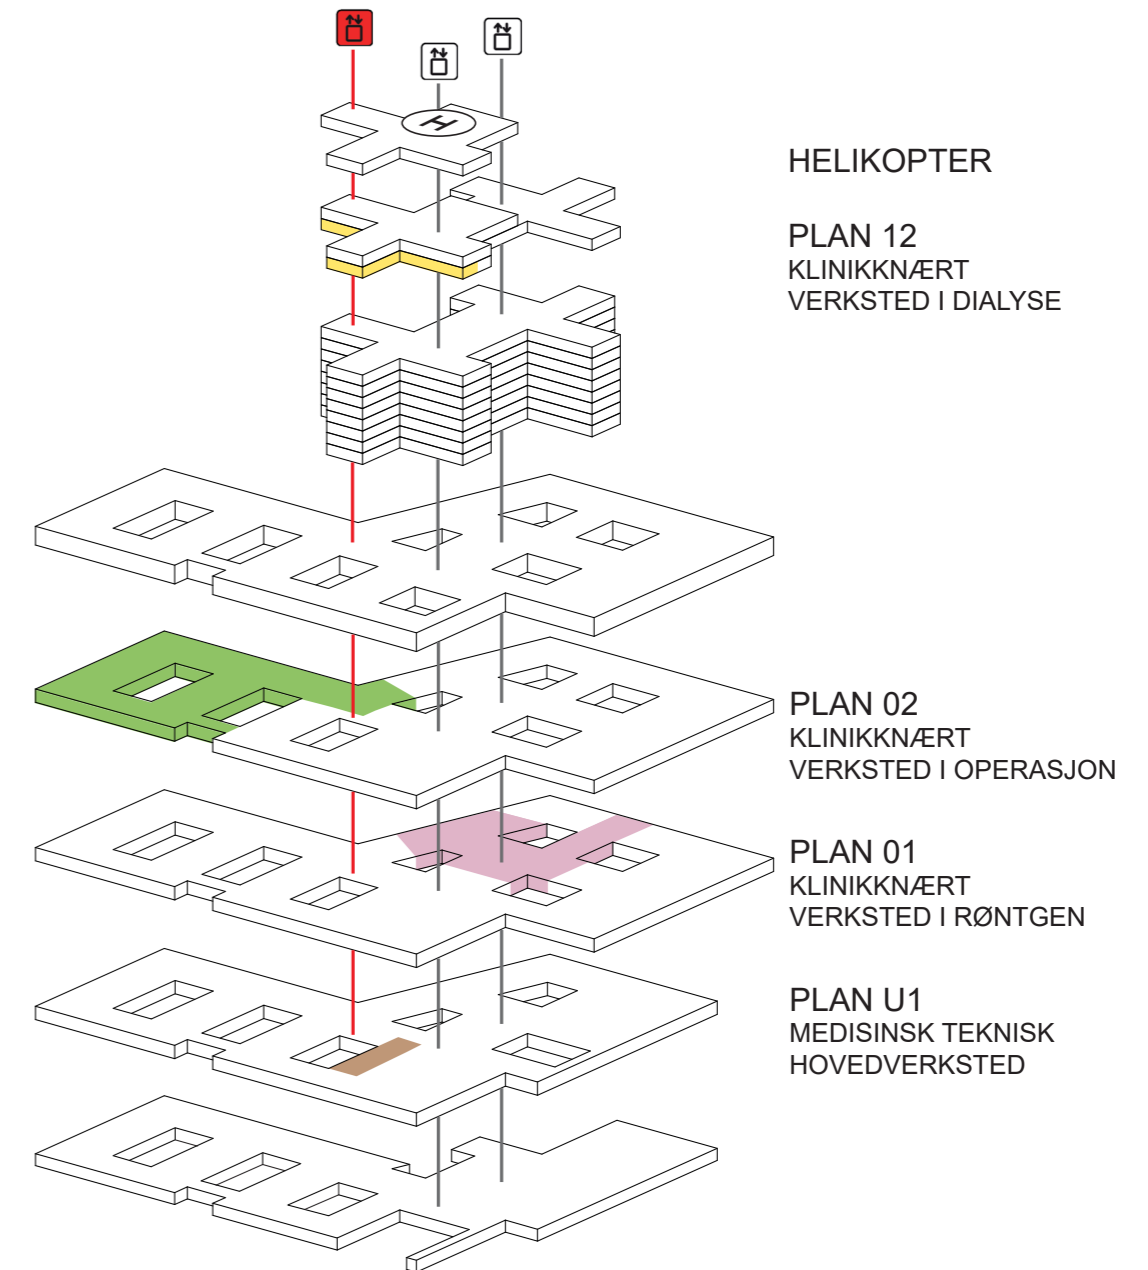 H
HELIKOPTER
PLAN 12
KLINIKKNÆRT
VERKSTED I DIALYSE
PLAN 02
KLINIKKNÆRT
VERKSTED I OPERASJON
PLAN 01
KLINIKKNÆRT
VERKSTED I RØNTGEN
PLAN U1
MEDISINSK TEKNISK
HOVEDVERKSTED